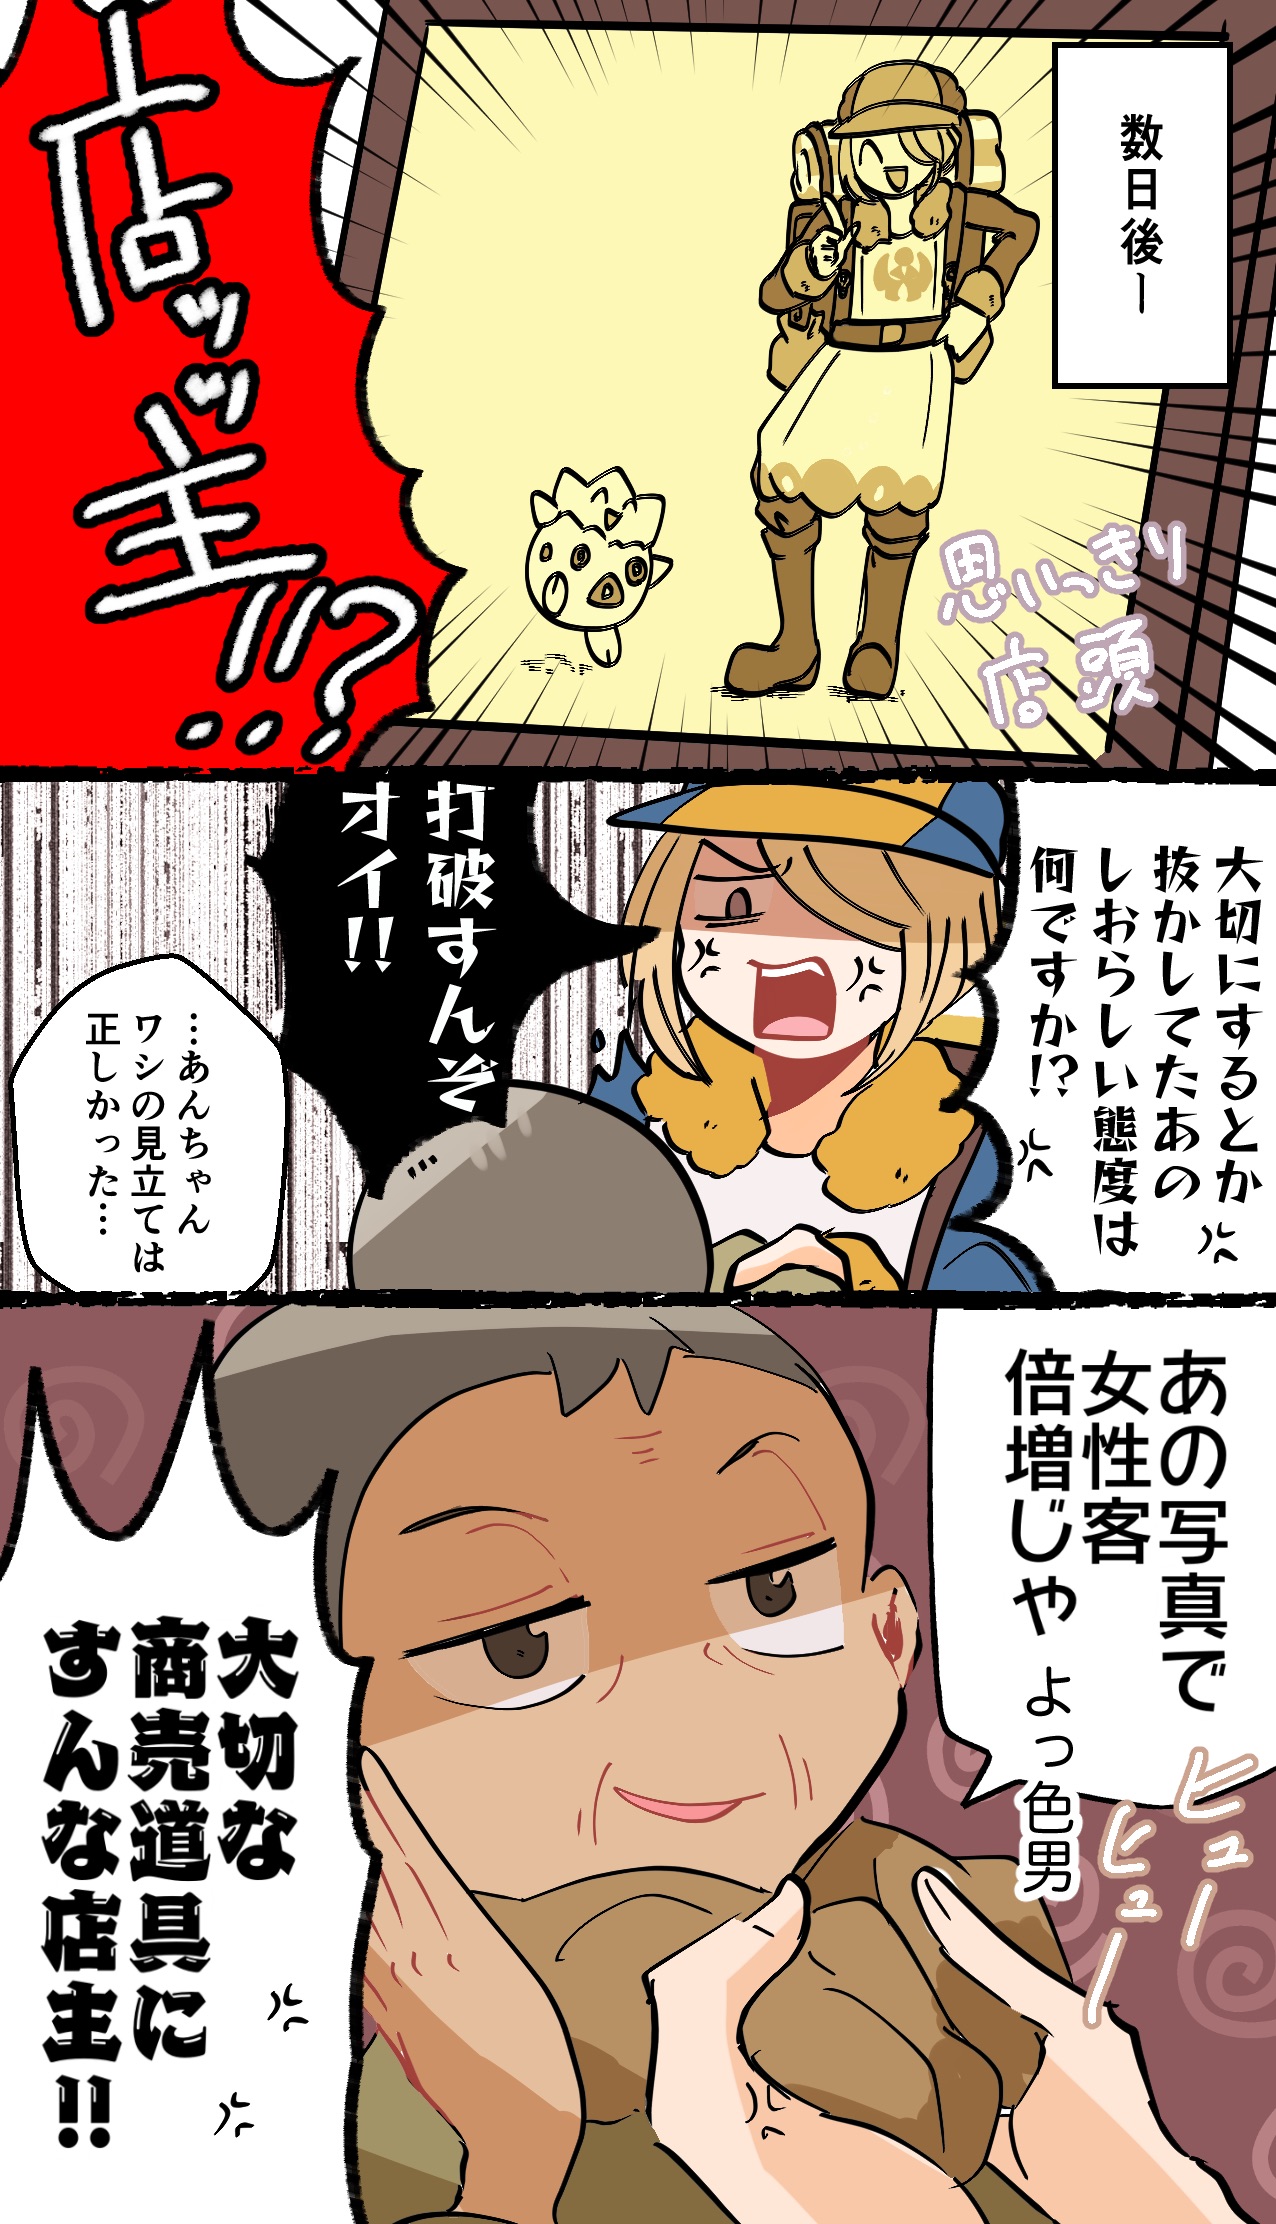 数日後ー
思いっきり
店頭
店ッッ
主!!?
大切にするとか
抜かしてたあの
しおらしい態度は
何ですか!?
打破すんぞ
オイ!!
…あんちゃん
ワシの見立ては
正しかった…
あの写真で
女性客
倍増じゃ
よっ色男
ヒュー
ヒュー
大切な
商売道具に
すんな店主!!